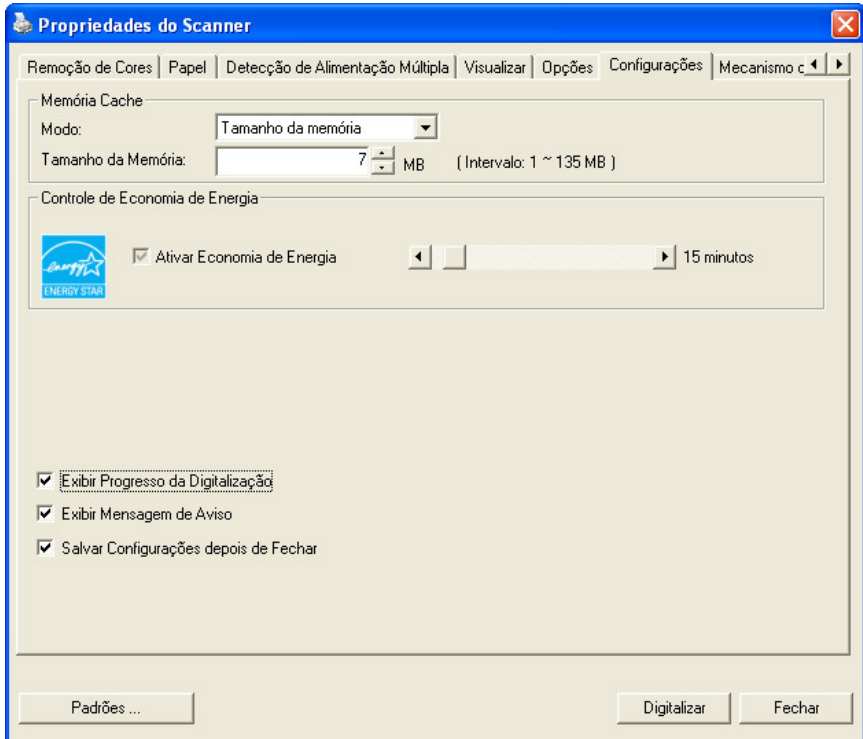 Propriedades do Scanner
Remoção de Cores Papel Detecção de Alimentação Múltipla Visualizar Opções Configurações Mecanismo
Memória Cache
Modo: Tamanho da memória
Tamanho da Memória: 7 MB ( Intervalo: 1 ~ 135 MB )
Controle de Economia de Energia
energy
ENERGY STAR
Ativar Economia de Energia 15 minutos
Exibir Progresso da Digitalização
Exibir Mensagem de Aviso
Salvar Configurações depois de Fechar
Padrões ... Digitalizar Fechar